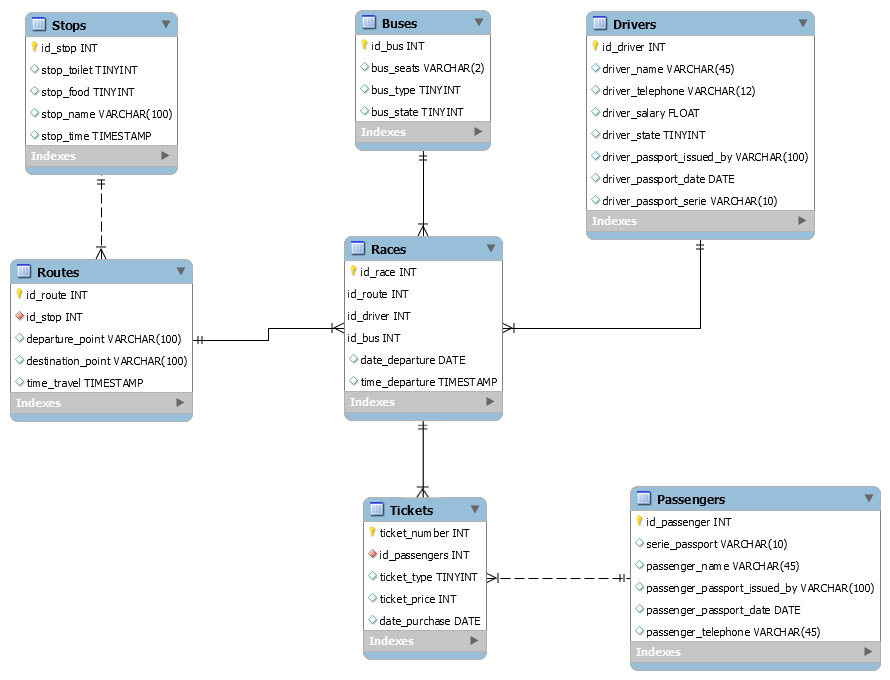 Stops
id_stop INT
stop_toilet TINYINT
stop_food TINYINT
stop_name VARCHAR(100)
stop_time TIMESTAMP
Indexes
Buses
id_bus INT
bus_seats VARCHAR(2)
bus_type TINYINT
bus_state TINYINT
Indexes
Drivers
id_driver INT
driver_name VARCHAR(45)
driver_telephone VARCHAR(12)
driver_salary FLOAT
driver_state TINYINT
driver_passport_issued_by VARCHAR(100)
driver_passport_date DATE
driver_passport_serie VARCHAR(10)
Indexes
Routes
id_route INT
id_stop INT
departure_point VARCHAR(100)
destination_point VARCHAR(100)
time_travel TIMESTAMP
Indexes
Races
id_race INT
id_route INT
id_driver INT
id_bus INT
date_departure DATE
time_departure TIMESTAMP
Indexes
Tickets
ticket_number INT
id_passengers INT
ticket_type TINYINT
ticket_price INT
date_purchase DATE
Indexes
Passengers
id_passenger INT
serie_passport VARCHAR(10)
passenger_name VARCHAR(45)
passenger_passport_issued_by VARCHAR(100)
passenger_passport_date DATE
passenger_telephone VARCHAR(45)
Indexes